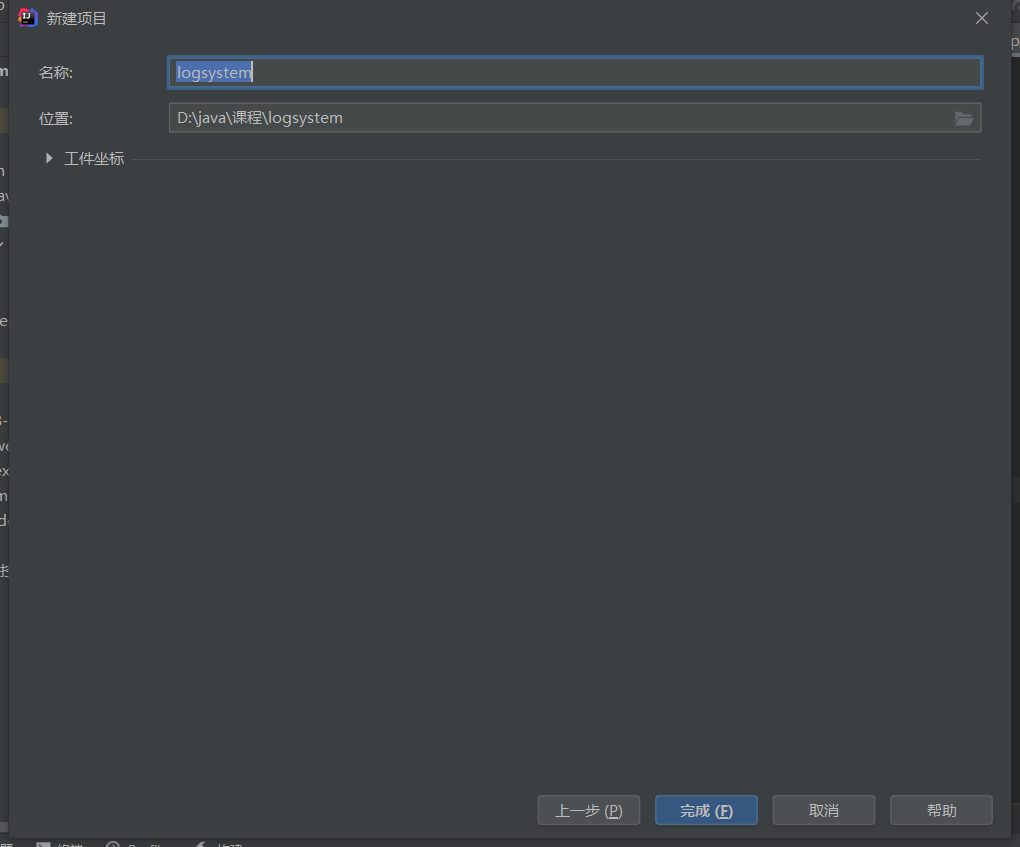 新建项目
名称:
logsystem
位置:
D:\java\课程\logsystem
工件坐标
上一步 (P)
完成 (F)
取消
帮助